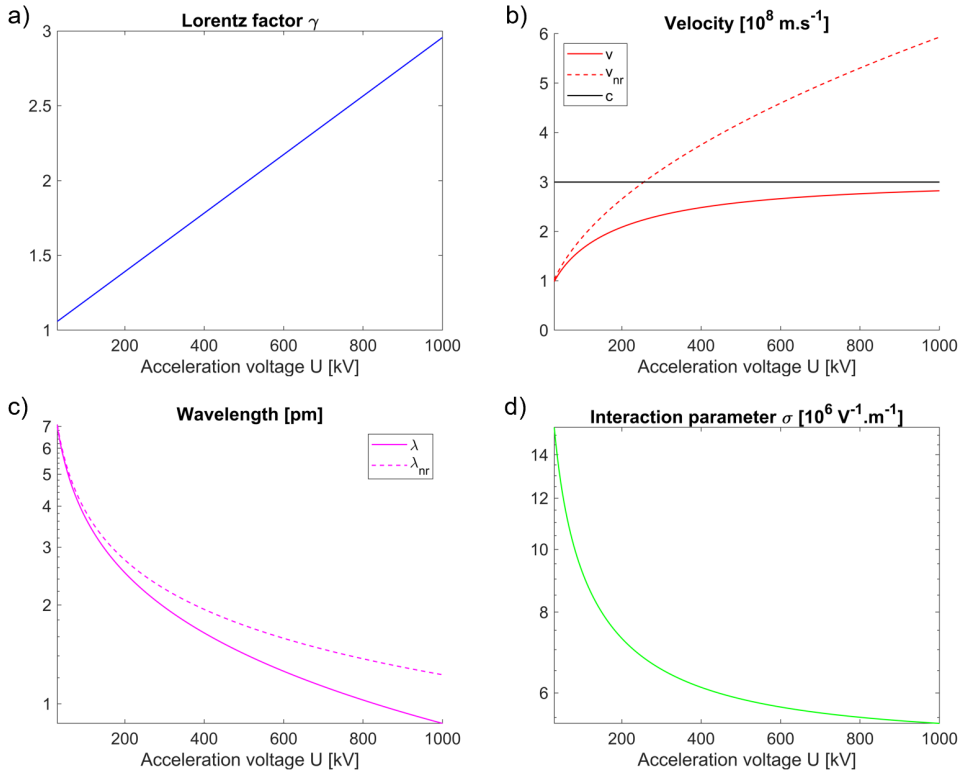 a)
Lorentz factor γ
3
2.5
2
1.5
1
200 400 600 800 1000
Acceleration voltage U [kV]
b)
Velocity [10⁸ m.s⁻¹]
v
v_nr
c
6
5
4
3
2
1
0
200 400 600 800 1000
Acceleration voltage U [kV]
c)
Wavelength [pm]
λ
λ_nr
7
6
5
4
3
2
1
200 400 600 800 1000
Acceleration voltage U [kV]
d)
Interaction parameter σ [10⁶ V⁻¹.m⁻¹]
14
12
10
8
6
200 400 600 800 1000
Acceleration voltage U [kV]